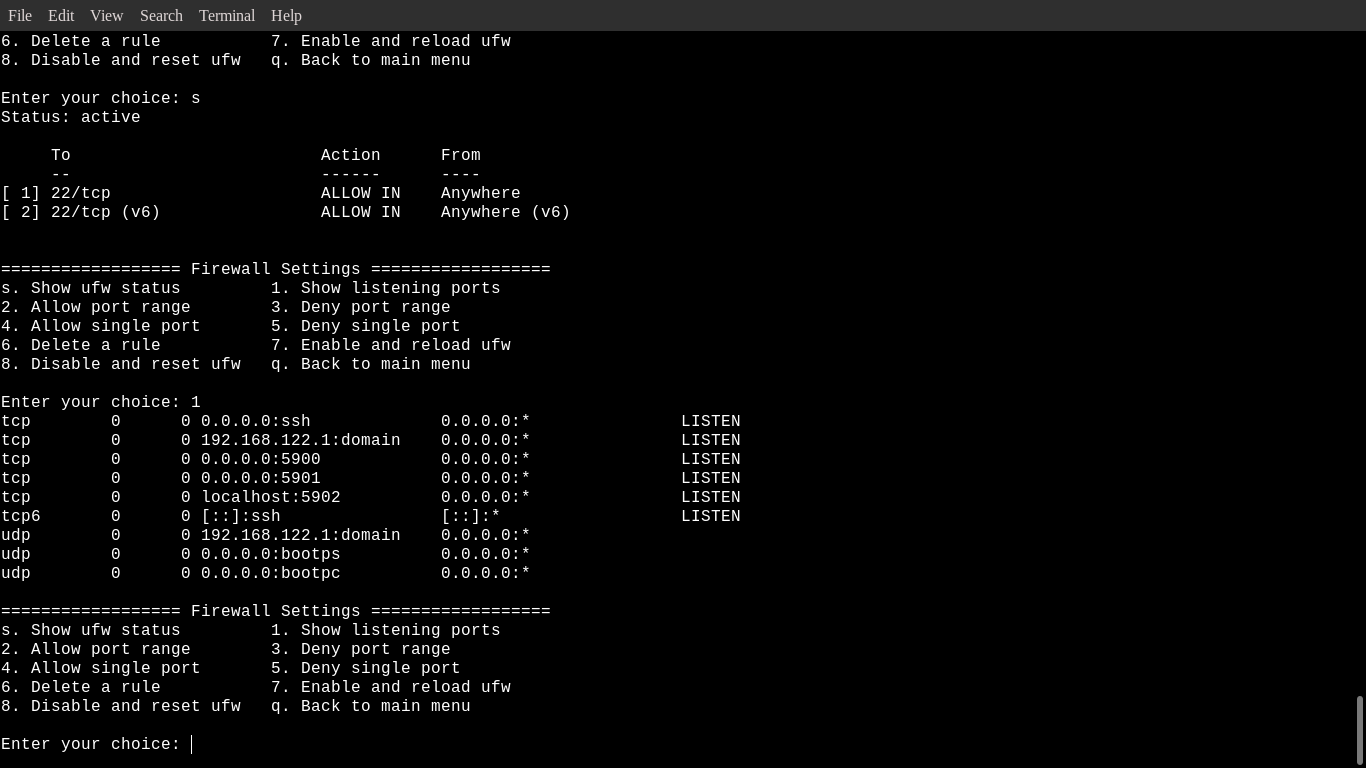 File Edit View Search Terminal Help
6. Delete a rule           7. Enable and reload ufw
8. Disable and reset ufw   q. Back to main menu
Enter your choice: s
Status: active
     To                         Action      From
     --                         ------      ----
[ 1] 22/tcp                     ALLOW IN    Anywhere
[ 2] 22/tcp (v6)                ALLOW IN    Anywhere (v6)
================== Firewall Settings ==================
s. Show ufw status         1. Show listening ports
2. Allow port range        3. Deny port range
4. Allow single port       5. Deny single port
6. Delete a rule           7. Enable and reload ufw
8. Disable and reset ufw   q. Back to main menu
Enter your choice: 1
tcp        0      0 0.0.0.0:ssh             0.0.0.0:*               LISTEN
tcp        0      0 192.168.122.1:domain    0.0.0.0:*               LISTEN
tcp        0      0 0.0.0.0:5900            0.0.0.0:*               LISTEN
tcp        0      0 0.0.0.0:5901            0.0.0.0:*               LISTEN
tcp        0      0 localhost:5902          0.0.0.0:*               LISTEN
tcp6       0      0 [::]:ssh                [::]:*                  LISTEN
udp        0      0 192.168.122.1:domain    0.0.0.0:*
udp        0      0 0.0.0.0:bootps          0.0.0.0:*
udp        0      0 0.0.0.0:bootpc          0.0.0.0:*
================== Firewall Settings ==================
s. Show ufw status         1. Show listening ports
2. Allow port range        3. Deny port range
4. Allow single port       5. Deny single port
6. Delete a rule           7. Enable and reload ufw
8. Disable and reset ufw   q. Back to main menu
Enter your choice: